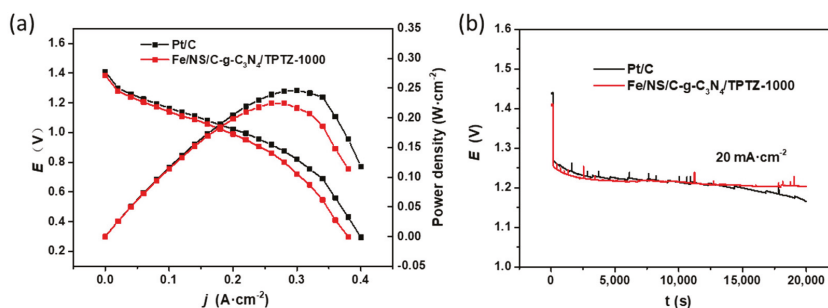 (a)
Pt/C
Fe/NS/C-g-C₃N₄/TPTZ-1000
E (V)
1.6
1.4
1.2
1.0
0.8
0.6
0.4
0.2
0.35
0.30
0.25
0.20
0.15
0.10
0.05
0.00
-0.05
Power density (W·cm⁻²)
0.0 0.1 0.2 0.3 0.4
j (A·cm⁻²)
(b)
Pt/C
Fe/NS/C-g-C₃N₄/TPTZ-1000
20 mA·cm⁻²
E (V)
1.6
1.5
1.4
1.3
1.2
1.1
1.0
0 5,000 10,000 15,000 20,000
t (s)